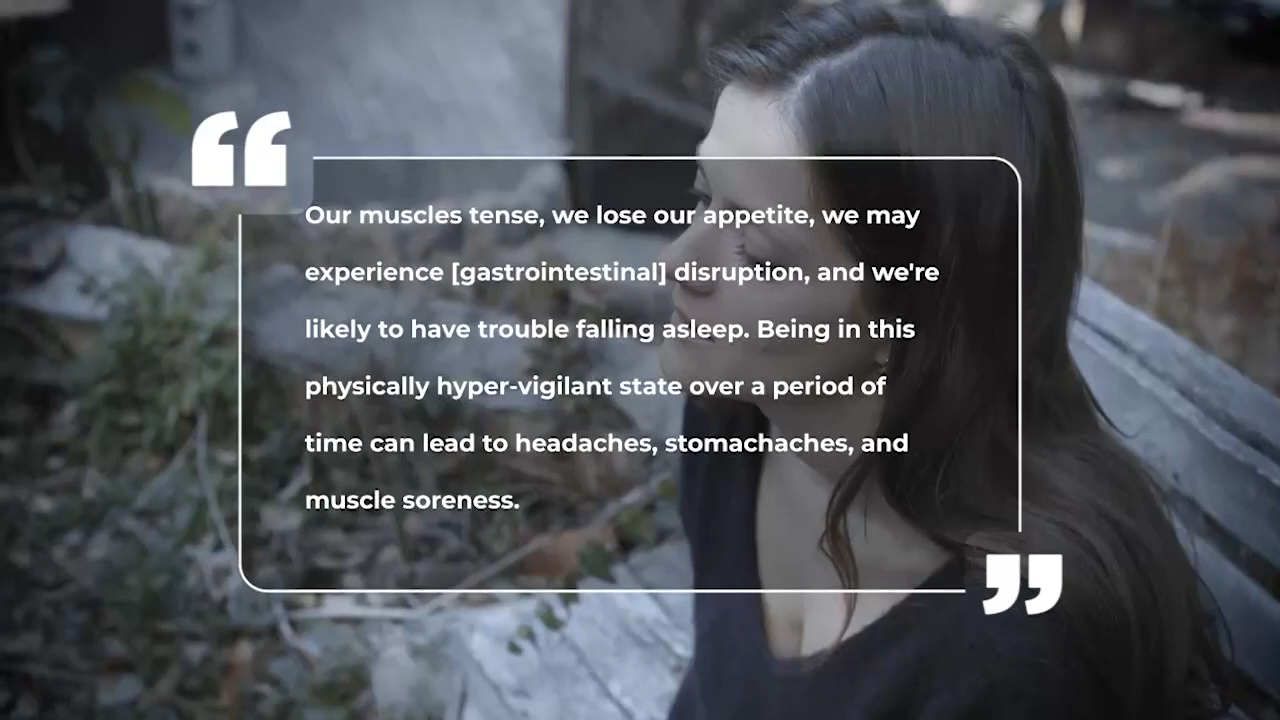 Our muscles tense, we lose our appetite, we may
experience [gastrointestinal] disruption, and we're
likely to have trouble falling asleep. Being in this
physically hyper-vigilant state over a period of
time can lead to headaches, stomachaches, and
muscle soreness.